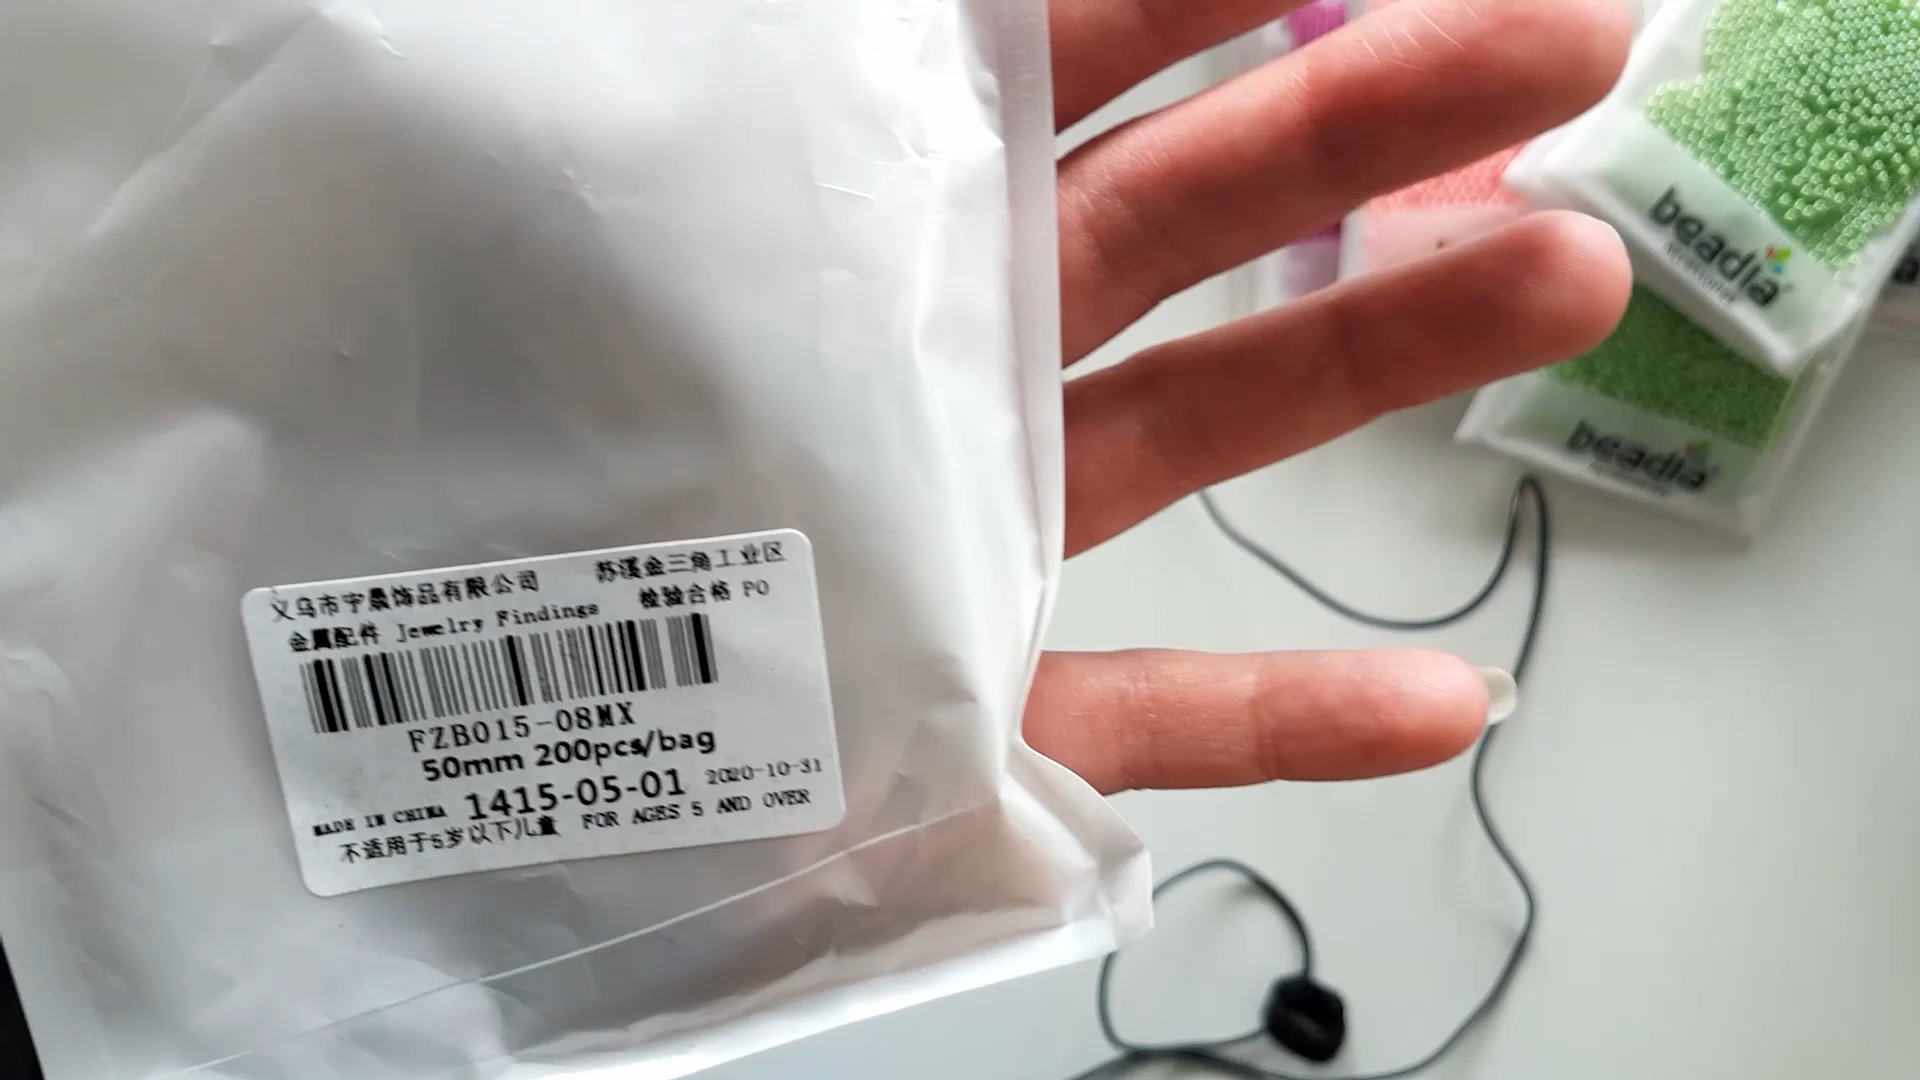 义乌市宇晨饰品有限公司 苏溪金三角工业区
金属配件 Jewelry Findings 检验合格 PO
FZB015-08MX
50mm 200pcs/bag
MADE IN CHINA 1415-05-01 2020-10-31
不适用于5岁以下儿童 FOR AGES 5 AND OVER
beadia
beadia